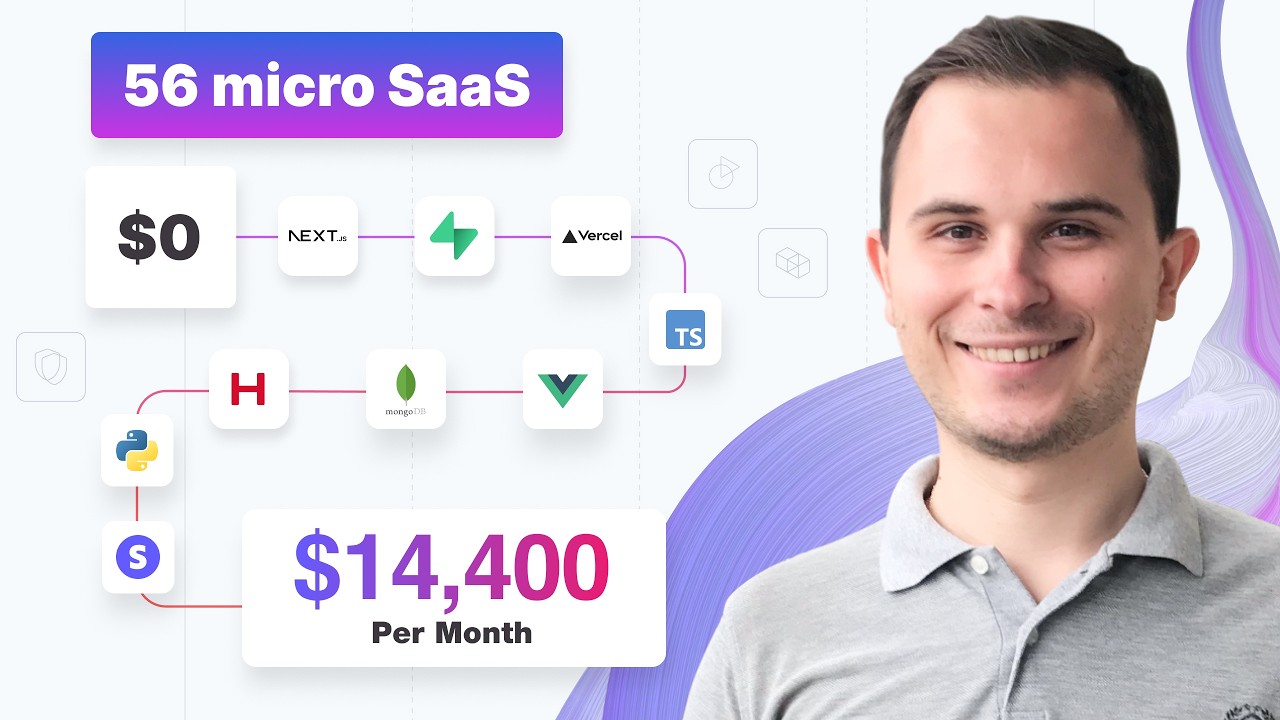 56 micro SaaS
$0
NEXT.JS
Vercel
TS
H
mongoDB
S
$14,400
Per Month